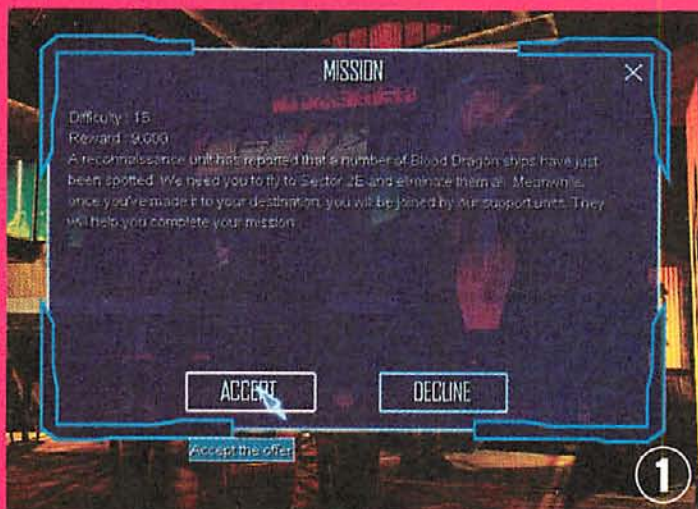 MISSION
Difficulty : 15
Reward : 9,000
A reconnaissance unit has reported that a number of Blood Dragon ships have just
been spotted. We need you to fly to Sector 2E and eliminate them all. Meanwhile,
once you've made it to your destination, you will be joined by our support units. They
will help you complete your mission.
ACCEPT
DECLINE
Accept the offer
1